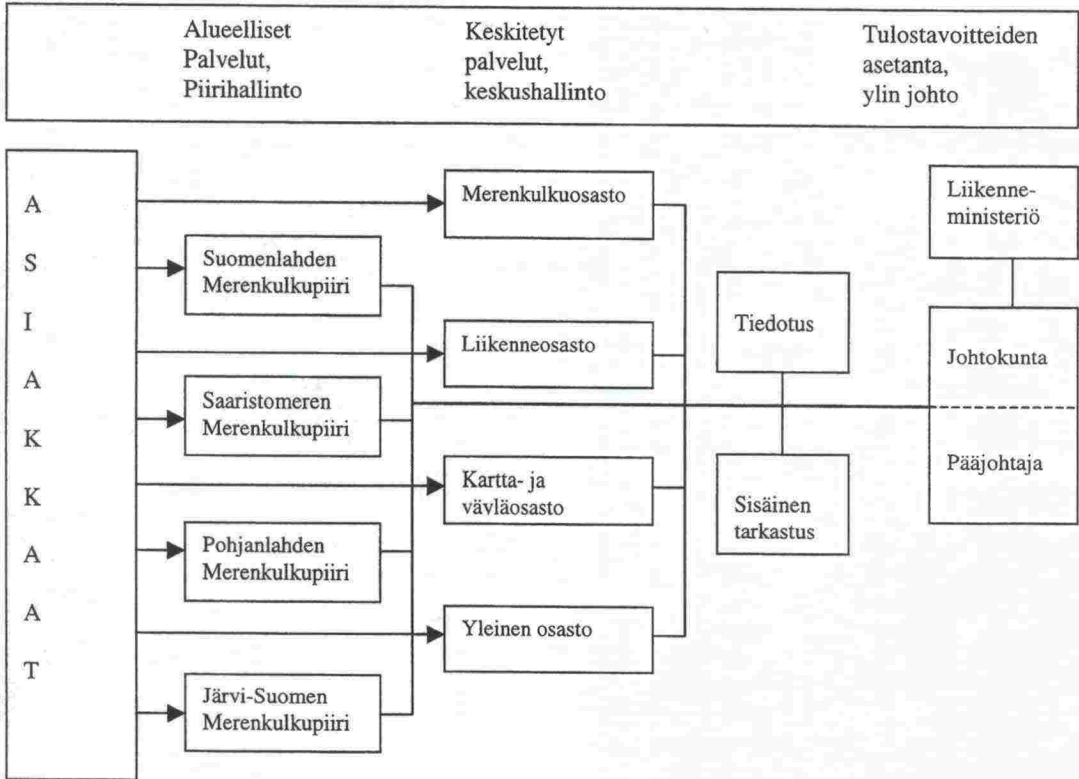 Alueelliset
Palvelut,
Piirihallinto
Keskitetyt
palvelut,
keskushallinto
Tulostavoitteiden
asetanta,
ylin johto
A
S
I
A
K
K
A
A
T
Suomenlahden
Merenkulkupiiri
Saaristomeren
Merenkulkupiiri
Pohjanlahden
Merenkulkupiiri
Järvi-Suomen
Merenkulkupiiri
Merenkulkuosasto
Liikenneosasto
Kartta- ja
vävläosasto
Yleinen osasto
Tiedotus
Sisäinen
tarkastus
Liikenne-
ministeriö
Johtokunta
Pääjohtaja